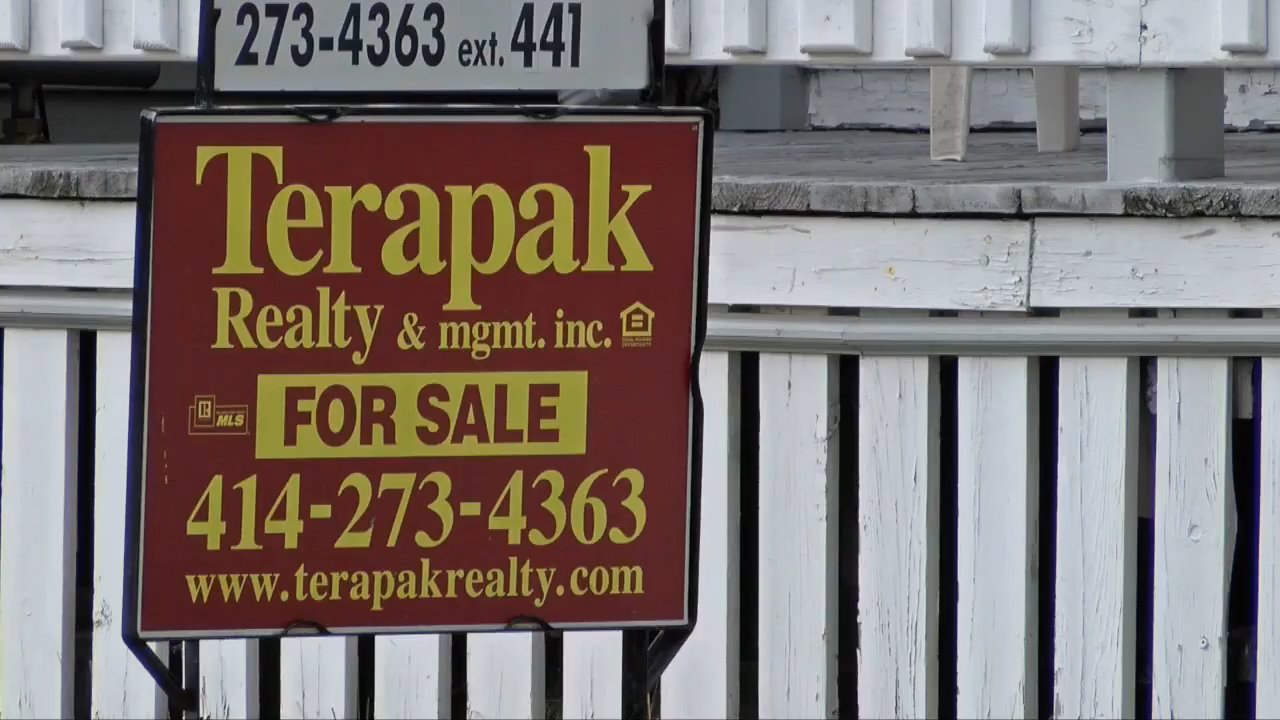 273-4363 ext. 441
Terapak
Realty & mgmt. inc.
FOR SALE
MLS
414-273-4363
www.terapakrealty.com